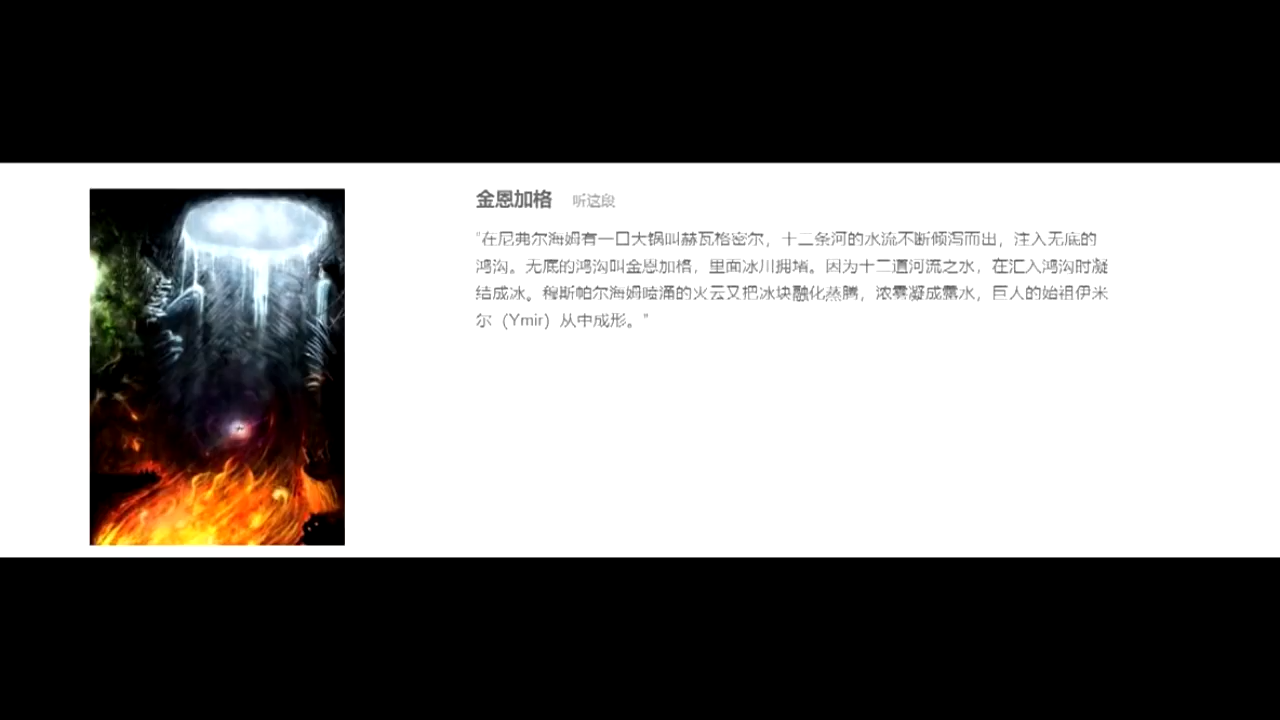 金恩加格 听这段
"在尼弗尔海姆有一口大锅叫赫瓦格密尔，十二条河的水流不断倾泻而出，注入无底的
鸿沟。无底的鸿沟叫金恩加格，里面冰川拥堵。因为十二道河流之水，在汇入鸿沟时凝
结成冰。穆斯帕尔海姆喷涌的火云又把冰块融化蒸腾，浓雾凝成露水，巨人的始祖伊米
尔（Ymir）从中成形。"